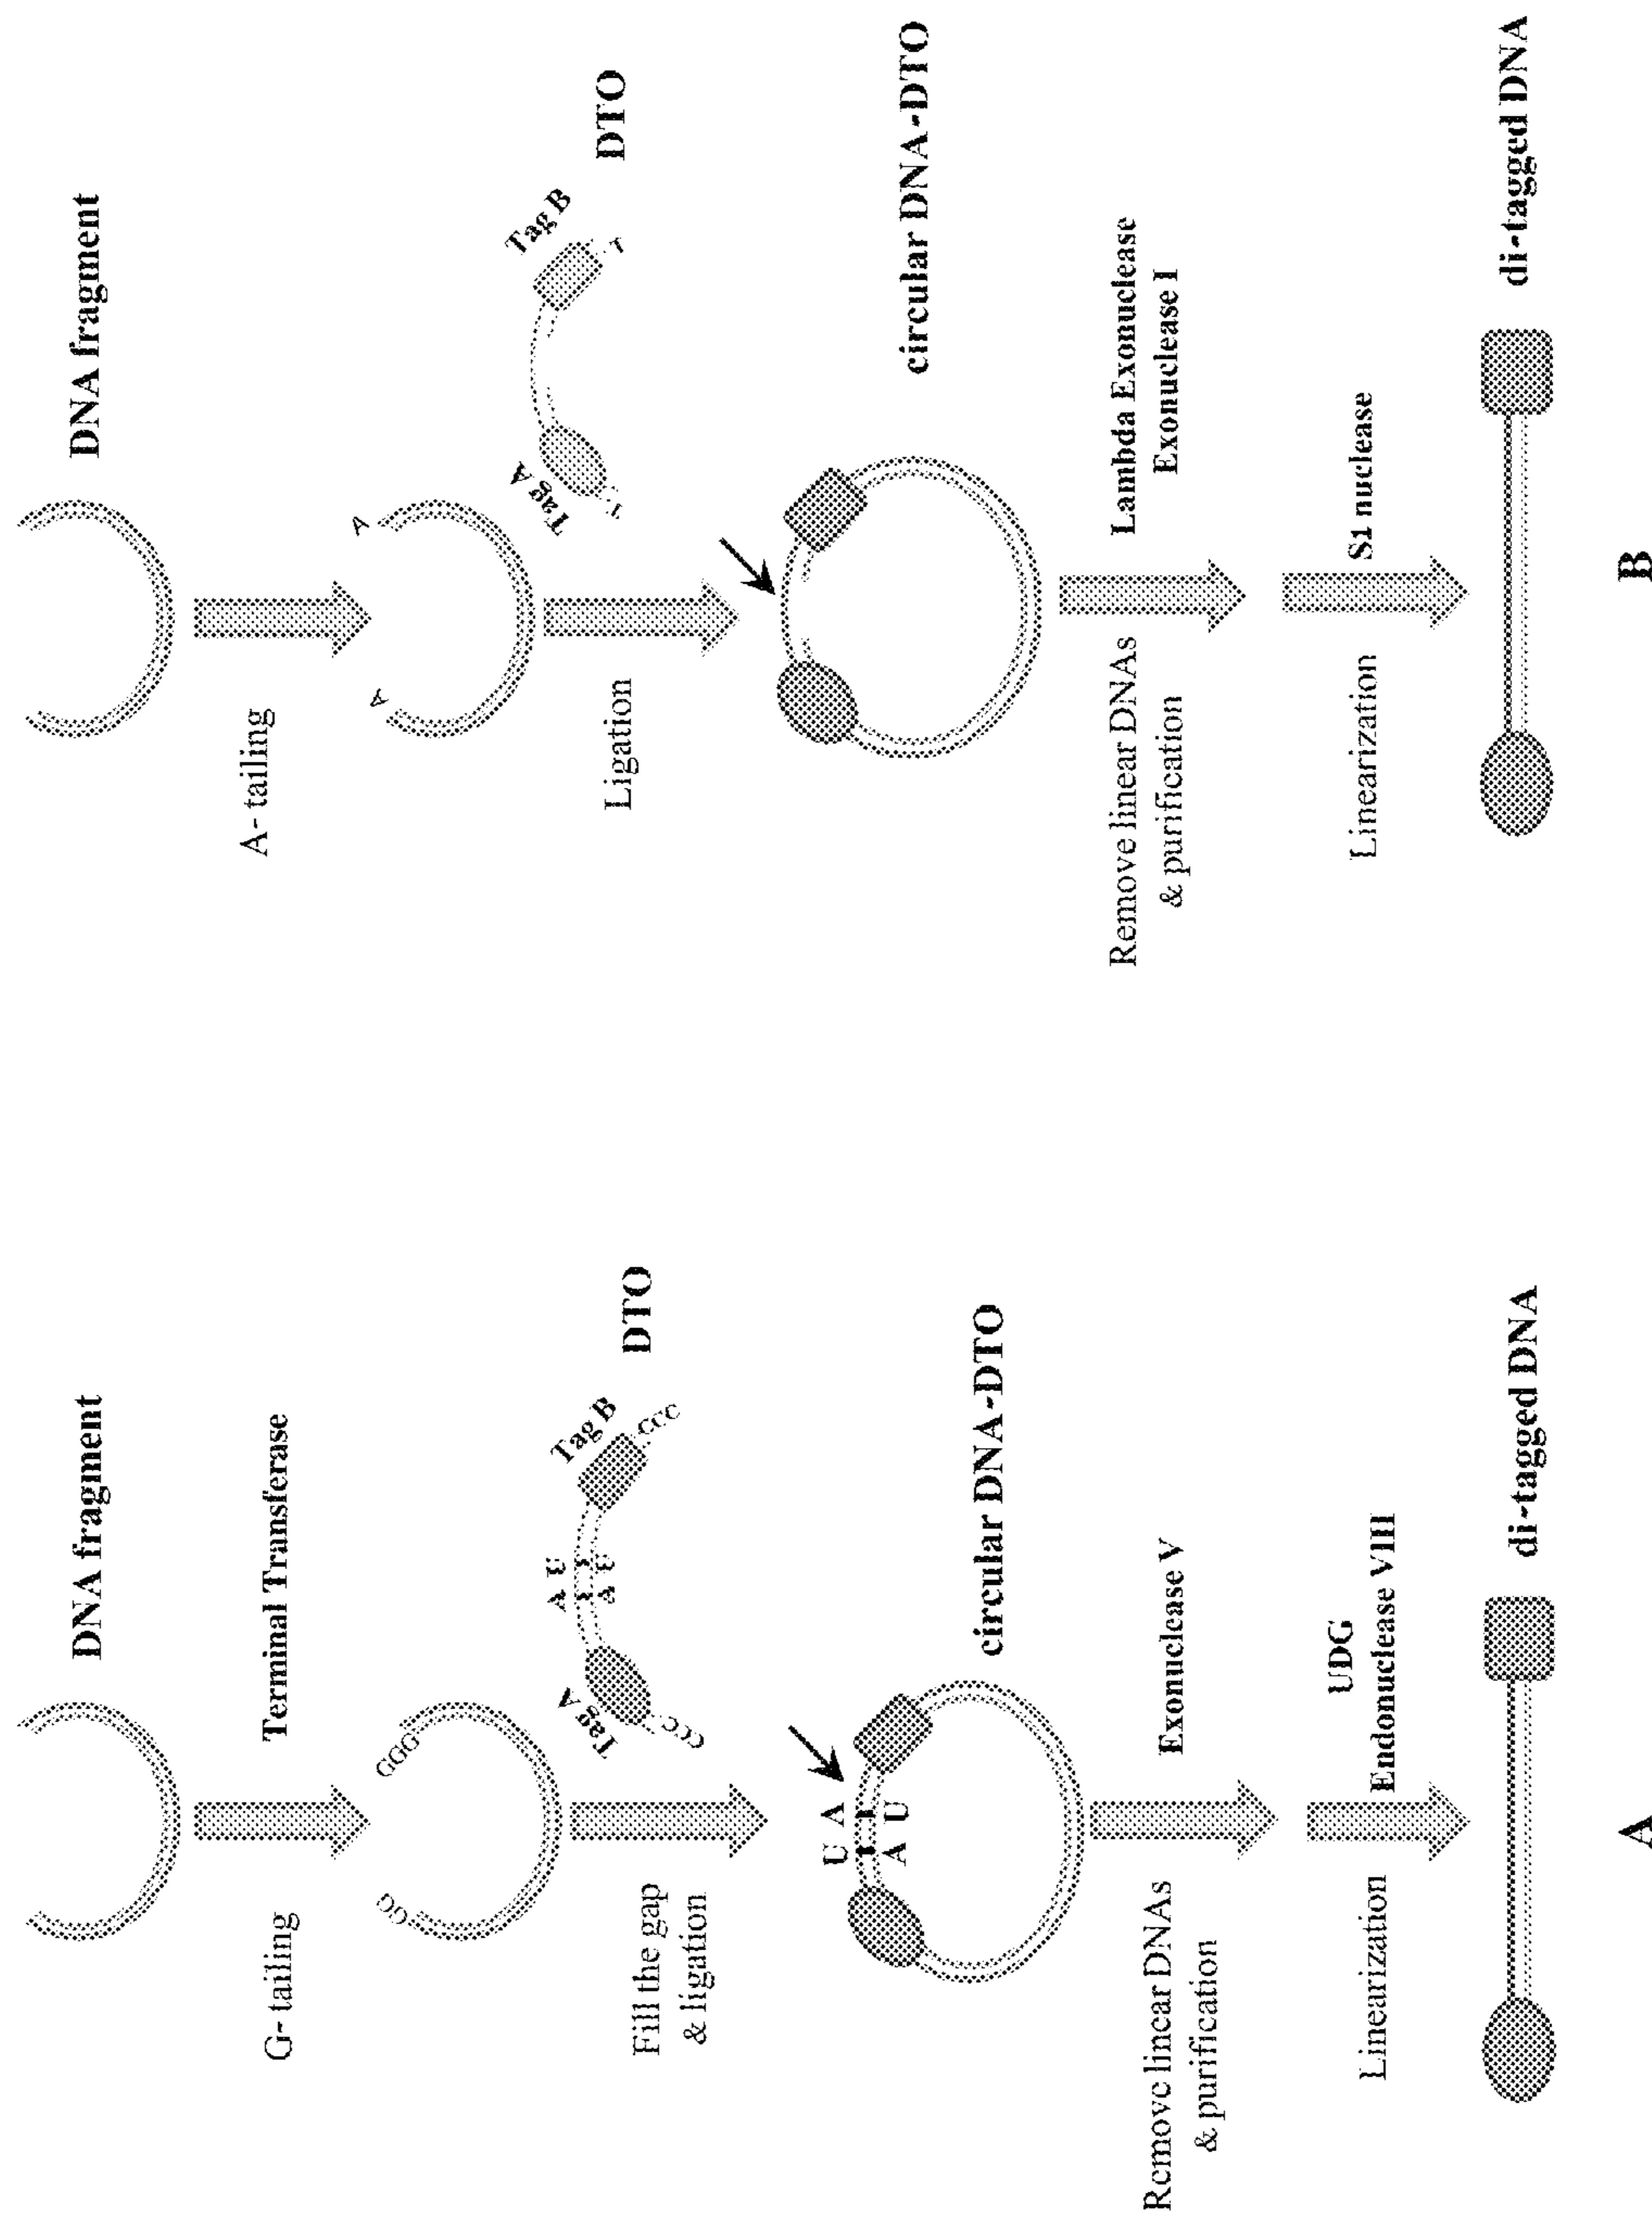 DNA fragment
G- tailing
Terminal Transferase
GG
GGG
Fill the gap
& ligation
Tag A
CCC
A U
A U
Tag B
CCC
DTO
U A
A U
circular DNA-DTO
Remove linear DNAs
& purification
Exonuclease V
Linearization
UDG
Endonuclease VIII
di-tagged DNA
A
DNA fragment
A- tailing
A
A
Ligation
Tag A
T
Tag B
T
DTO
circular DNA-DTO
Remove linear DNAs
& purification
Lambda Exonuclease
Exonuclease I
Linearization
S1 nuclease
di-tagged DNA
B